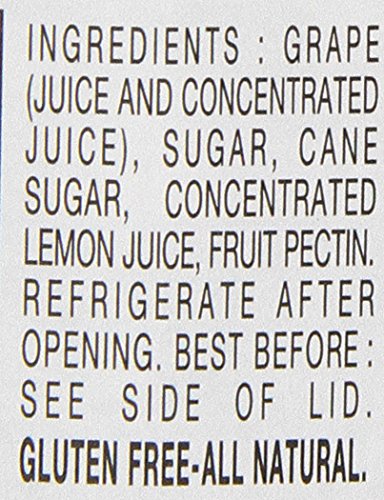 INGREDIENTS : GRAPE
(JUICE AND CONCENTRATED
JUICE), SUGAR, CANE
SUGAR, CONCENTRATED
LEMON JUICE, FRUIT PECTIN.
REFRIGERATE AFTER
OPENING. BEST BEFORE :
SEE SIDE OF LID.
GLUTEN FREE-ALL NATURAL.